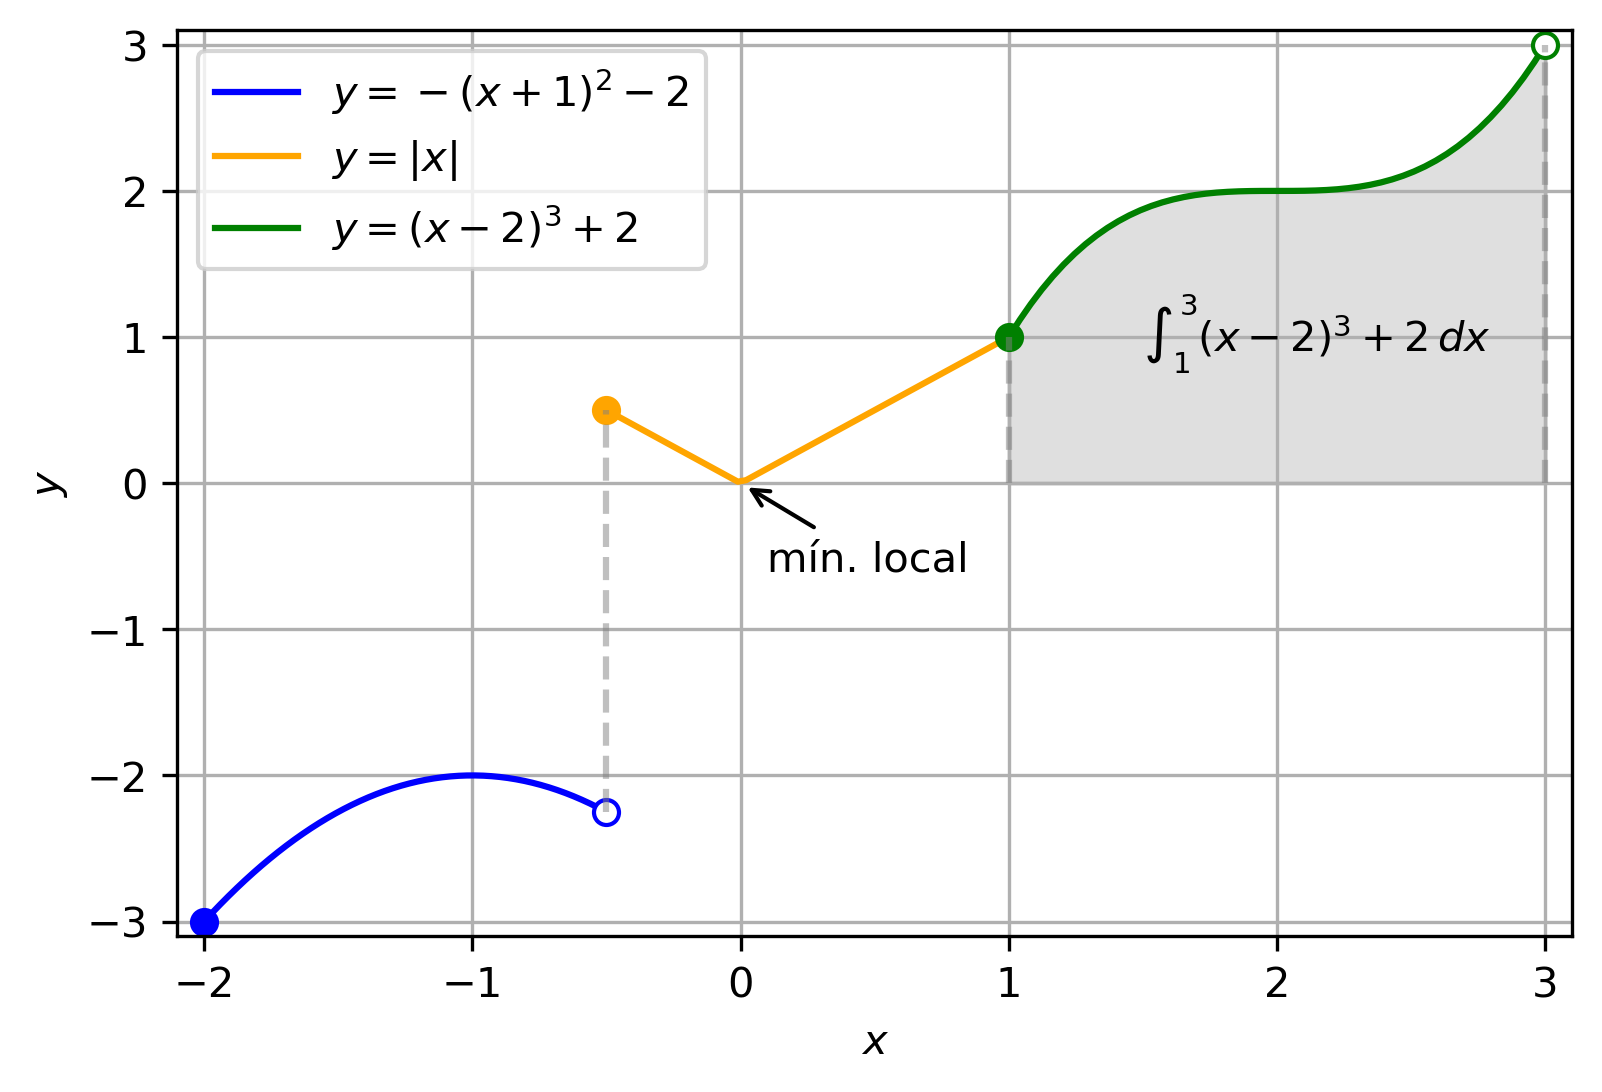 3
2
1
0
−1
−2
−3
y
y = −(x + 1)² − 2
y = |x|
y = (x − 2)³ + 2
∫₁³(x − 2)³ + 2 dx
mín. local
−2 −1 0 1 2 3
x